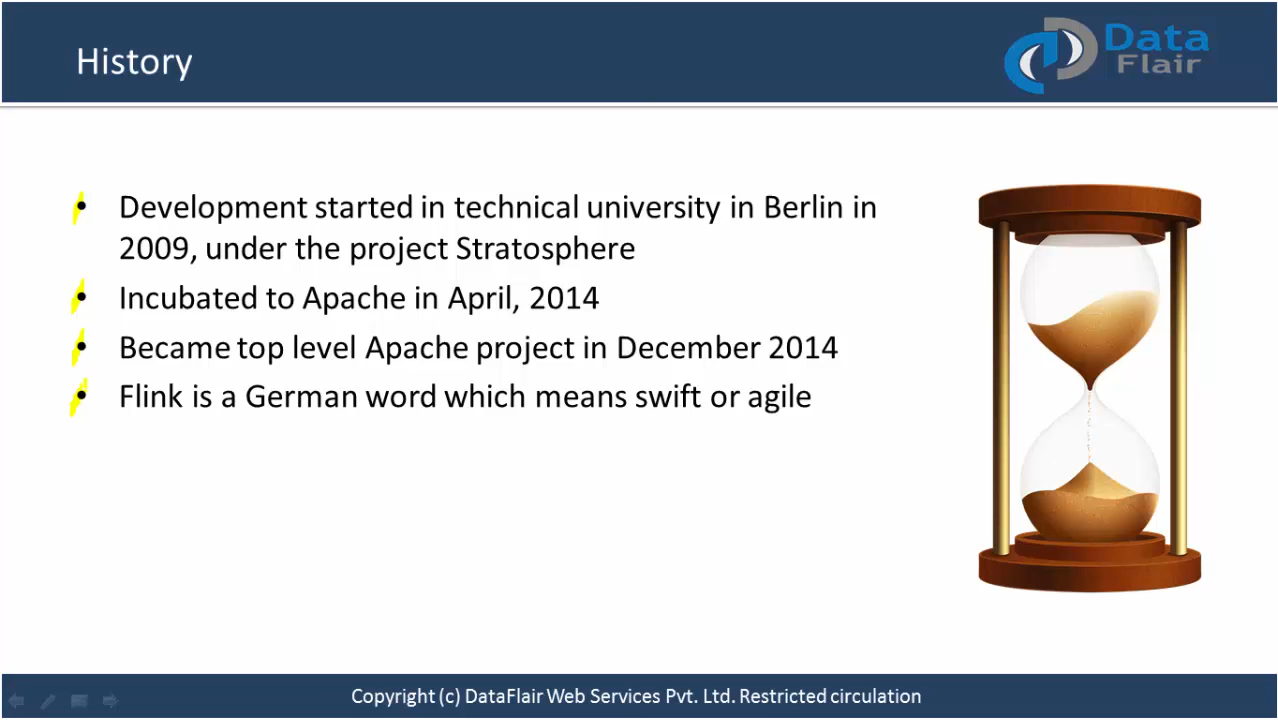 History
Data
Flair
• Development started in technical university in Berlin in
2009, under the project Stratosphere
• Incubated to Apache in April, 2014
• Became top level Apache project in December 2014
• Flink is a German word which means swift or agile
Copyright (c) DataFlair Web Services Pvt. Ltd. Restricted circulation